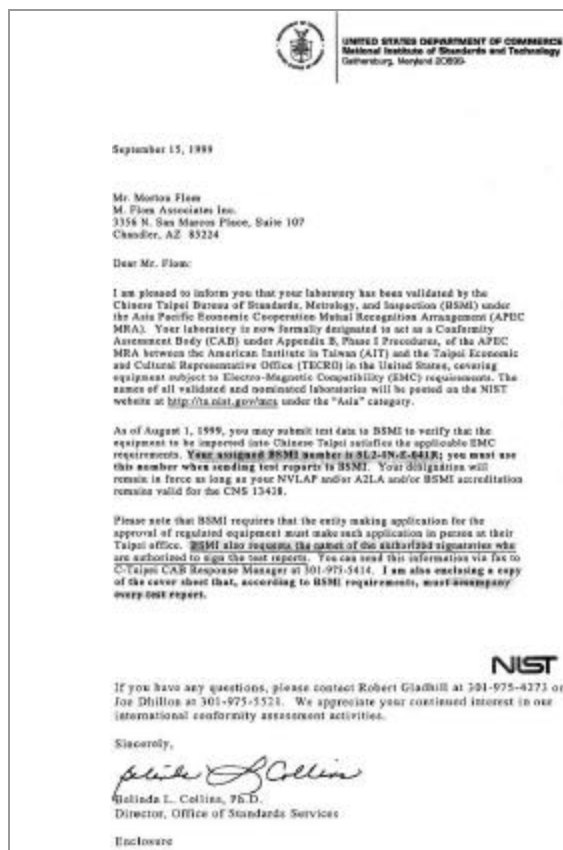 UNITED STATES DEPARTMENT OF COMMERCE
National Institute of Standards and Technology
Gaithersburg, Maryland 20899-
September 15, 1999
Mr. Morton Flom
M. Flom Associates Inc.
3356 N. San Marcos Place, Suite 107
Chandler, AZ 85224
Dear Mr. Flom:
I am pleased to inform you that your laboratory has been validated by the
Chinese Taipei Bureau of Standards, Metrology, and Inspection (BSMI) under
the Asia Pacific Economic Cooperation Mutual Recognition Arrangement (APEC
MRA). Your laboratory is now formally designated to act as a Conformity
Assessment Body (CAB) under Appendix B, Phase I Procedures, of the APEC
MRA between the American Institute in Taiwan (AIT) and the Taipei Economic
and Cultural Representative Office (TECRO) in the United States, covering
equipment subject to Electro-Magnetic Compatibility (EMC) requirements. The
names of all validated and nominated laboratories will be posted on the NIST
website at http://ts.nist.gov/mra under the "Asia" category.
As of August 1, 1999, you may submit test data to BSMI to verify that the
equipment to be imported into Chinese Taipei satisfies the applicable EMC
requirements. Your assigned BSMI number is SL2-IN-E-041R; you must use
this number when sending test reports to BSMI. Your designation will
remain in force as long as your NVLAP and/or A2LA and/or BSMI accreditation
remains valid for the CNS 13438.
Please note that BSMI requires that the entity making application for the
approval of regulated equipment must make such application in person at their
Taipei office. BSMI also requests the names of the authorized signatories who
are authorized to sign the test reports. You can send this information via fax to
C-Taipei CAB Response Manager at 301-975-5414. I am also enclosing a copy
of the cover sheet that, according to BSMI requirements, must accompany
every test report.
NIST
If you have any questions, please contact Robert Gladhill at 301-975-4273 or
Joe Dhillon at 301-975-5521. We appreciate your continued interest in our
international conformity assessment activities.
Sincerely,
Belinda L Collins
Belinda L. Collins, Ph.D.
Director, Office of Standards Services
Enclosure